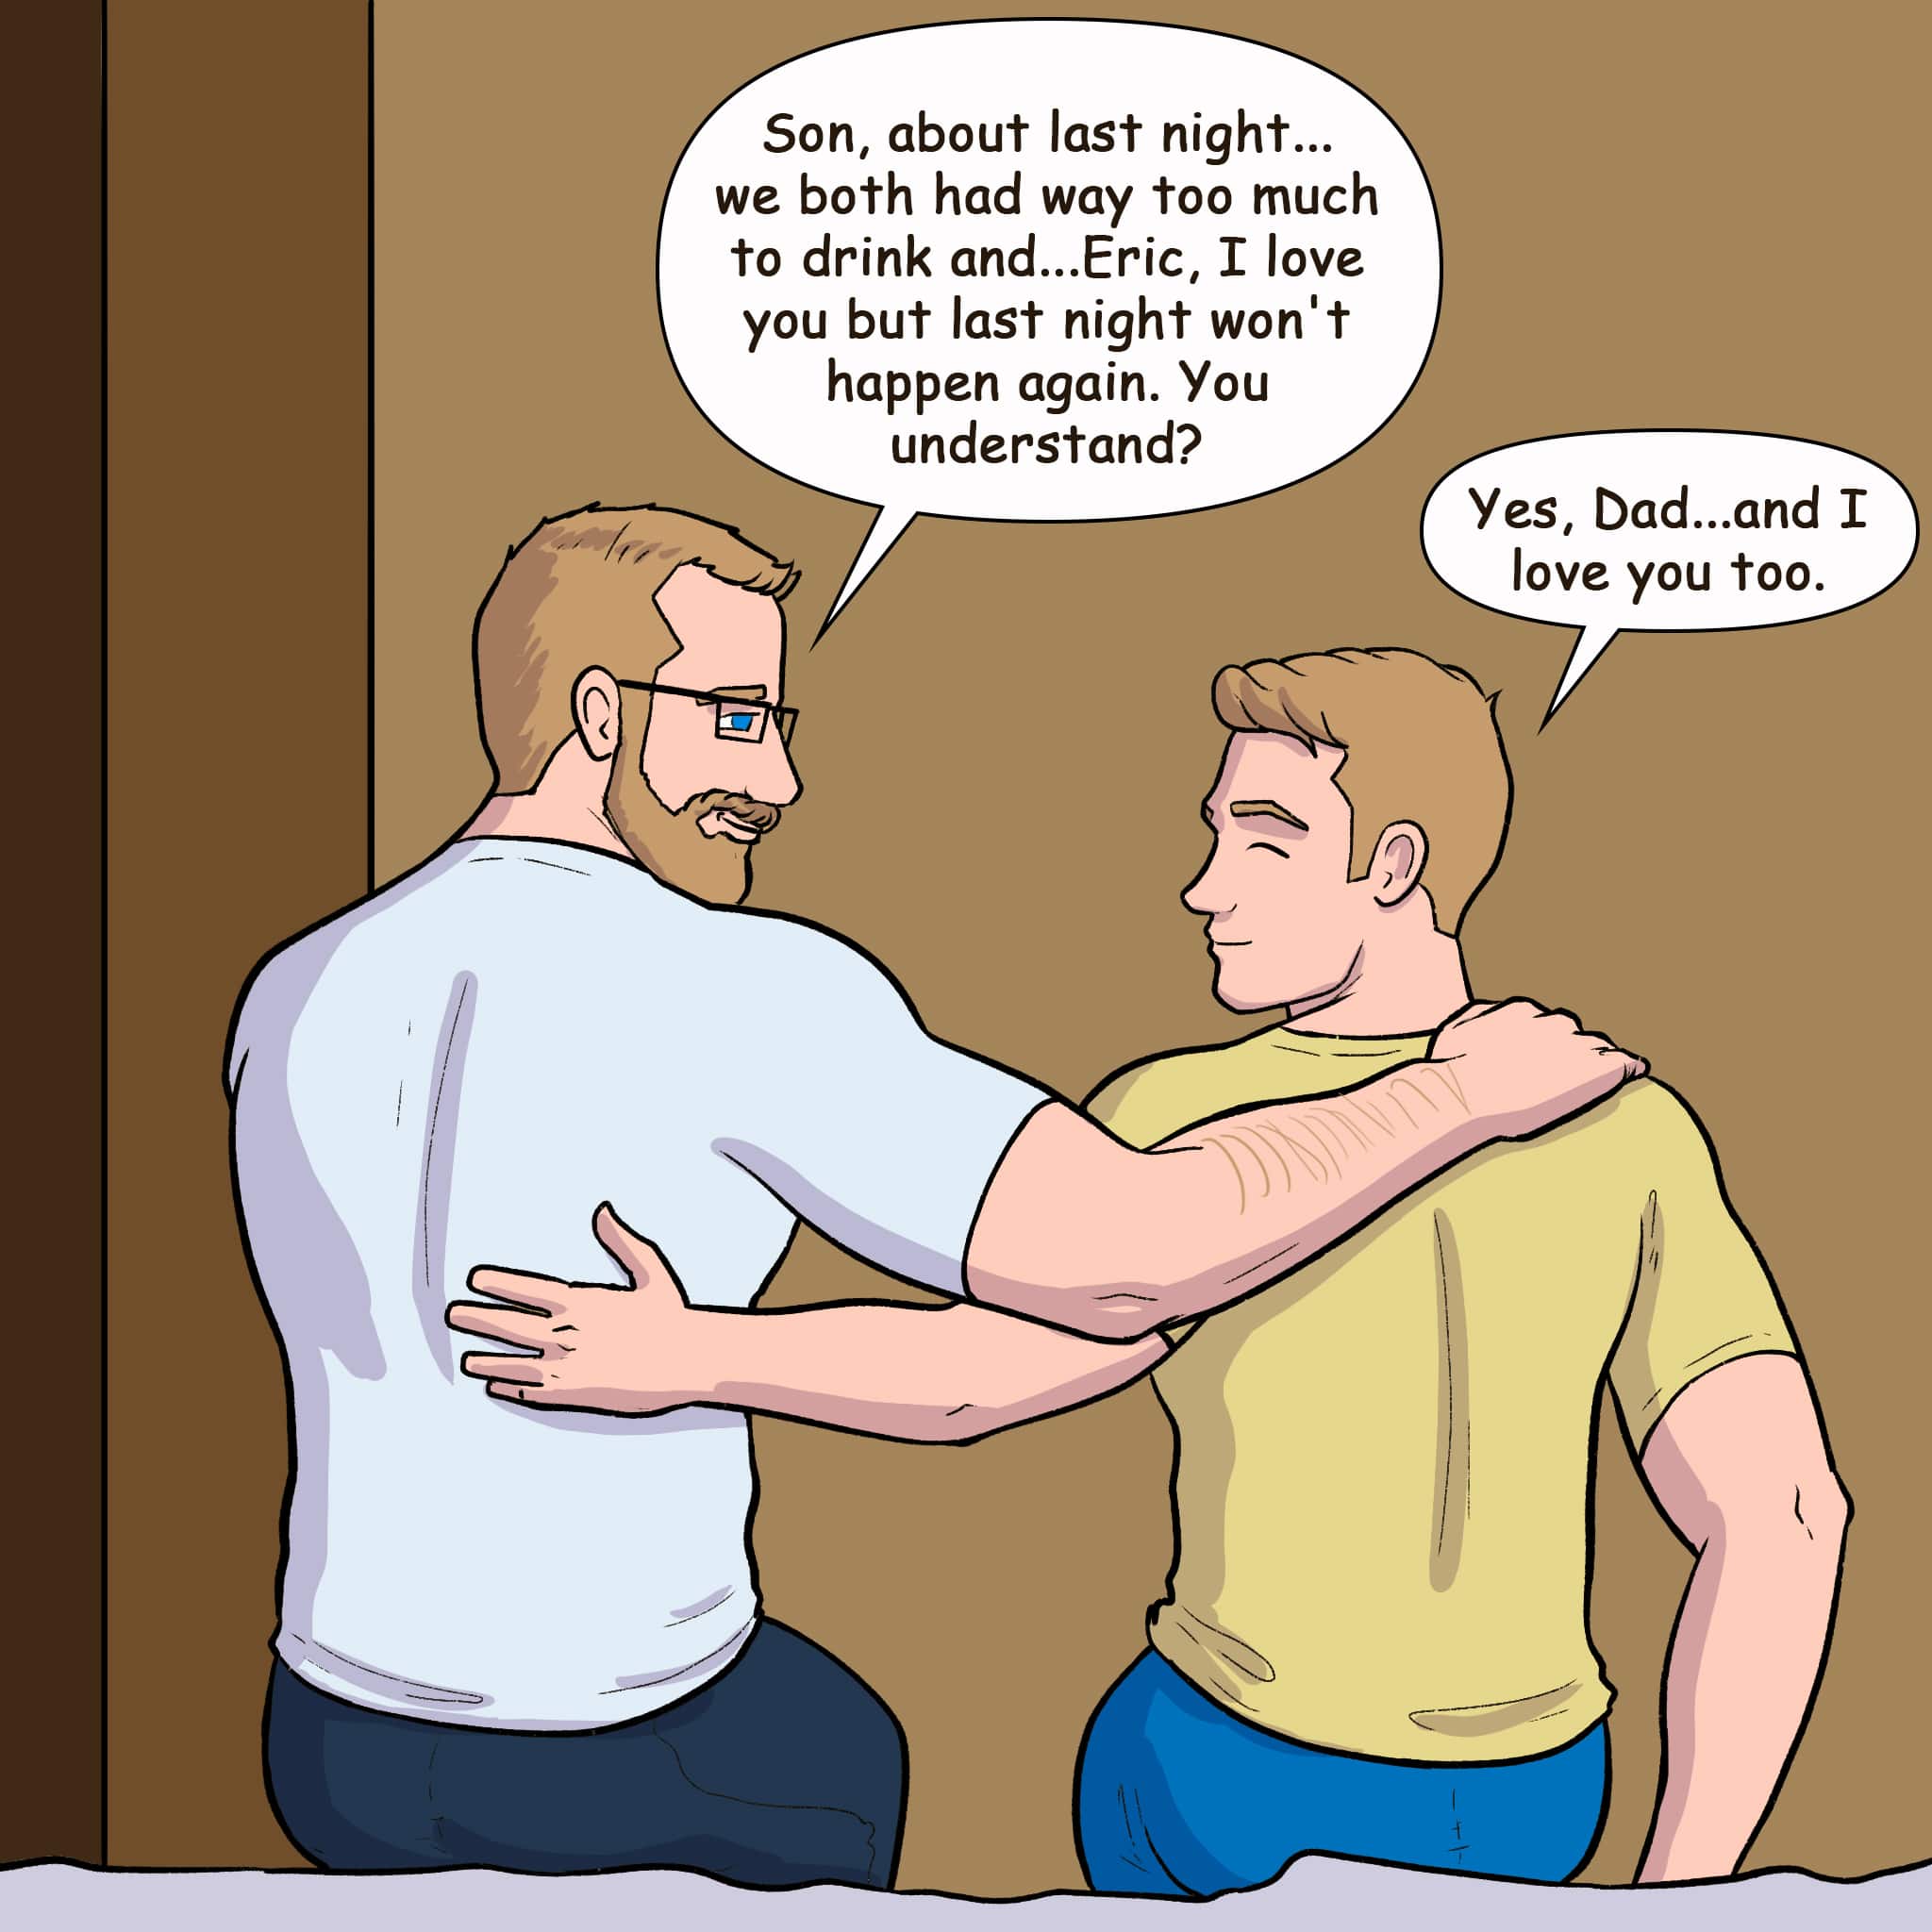 Son, about last night...
we both had way too much
to drink and...Eric, I love
you but last night won't
happen again. You
understand?
Yes, Dad...and I
love you too.